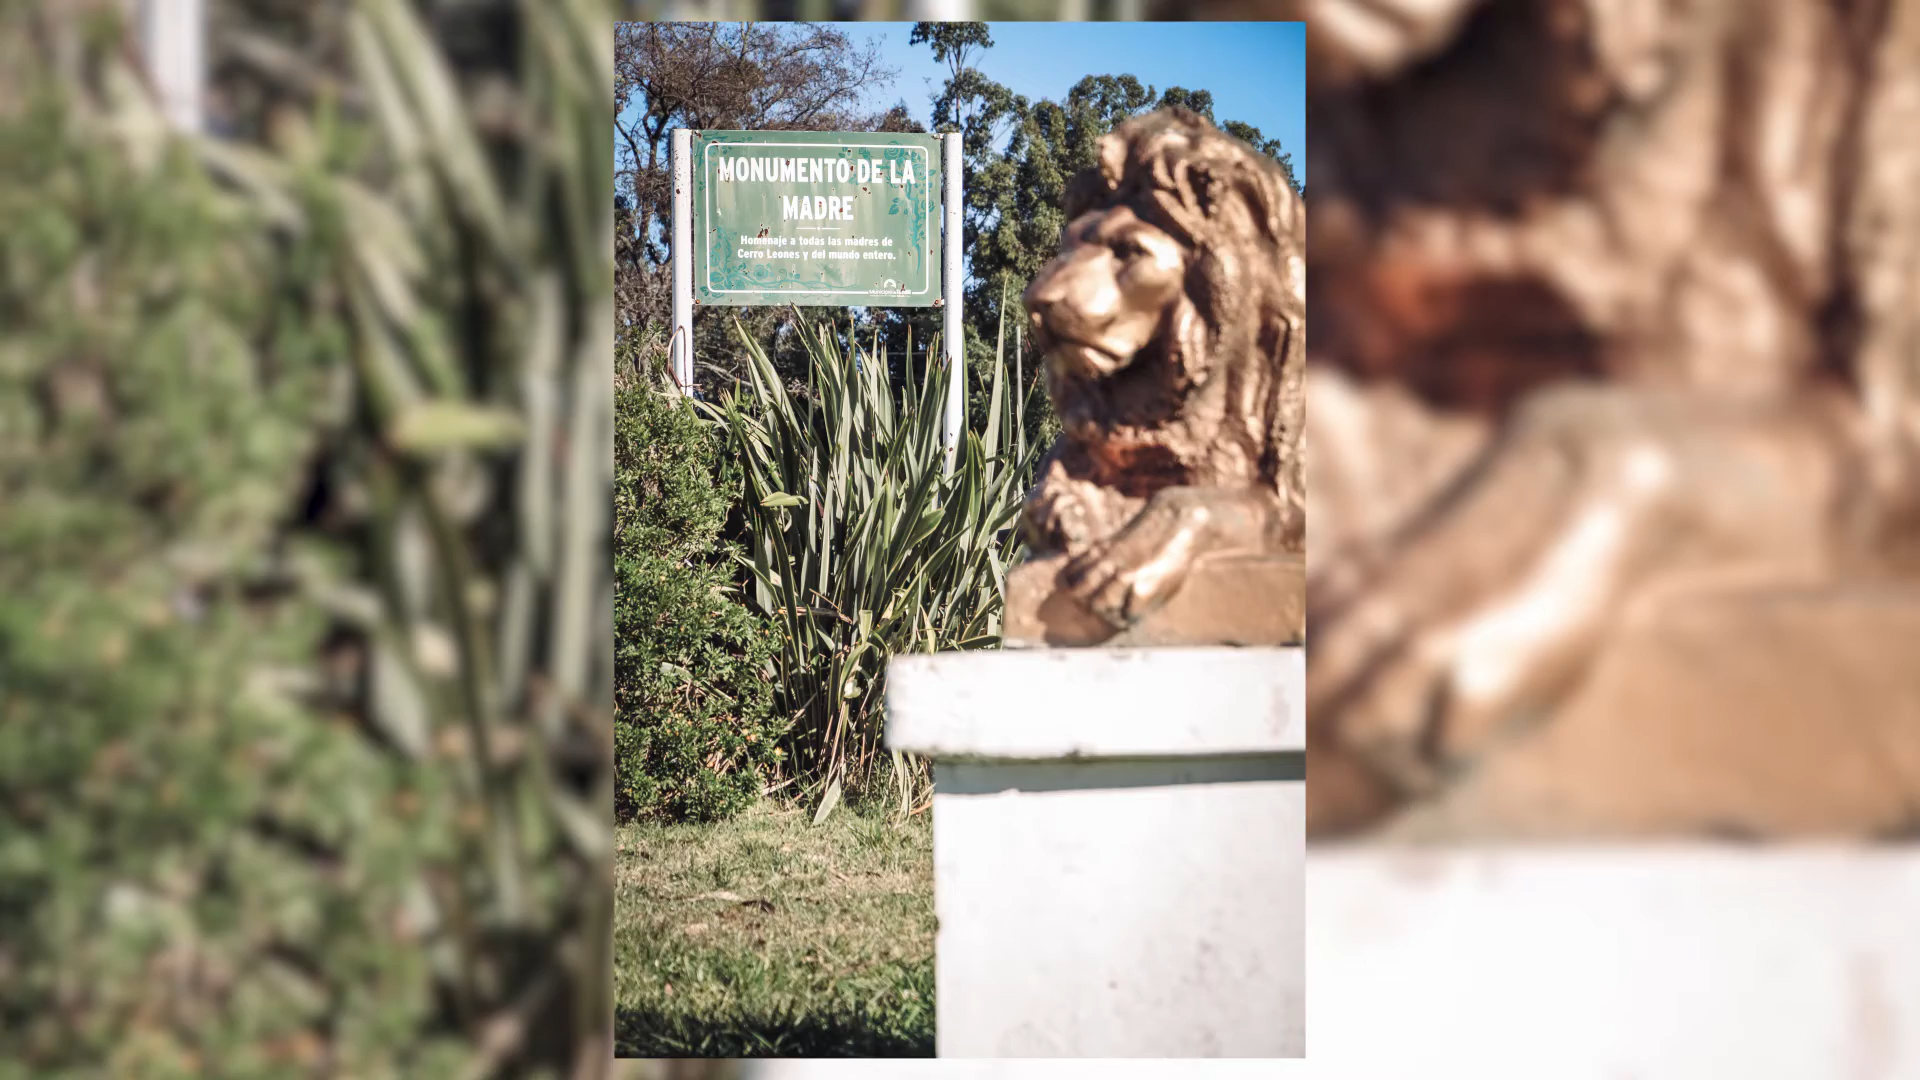 MONUMENTO DE LA
MADRE
Homenaje a todas las madres de
Cerro Leones y del mundo entero.